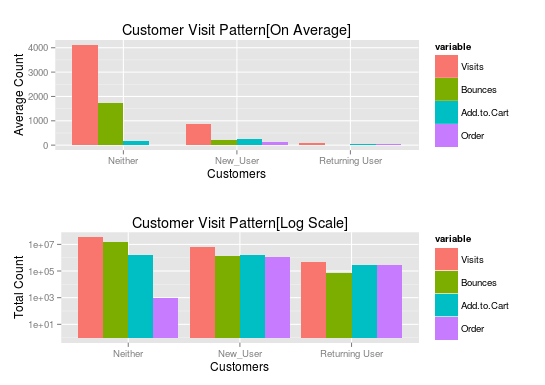 Customer Visit Pattern[On Average]
Average Count
4000
3000
2000
1000
0
Neither
New_User
Returning User
Customers
variable
Visits
Bounces
Add.to.Cart
Order
Customer Visit Pattern[Log Scale]
Total Count
1e+07
1e+05
1e+03
1e+01
Neither
New_User
Returning User
Customers
variable
Visits
Bounces
Add.to.Cart
Order